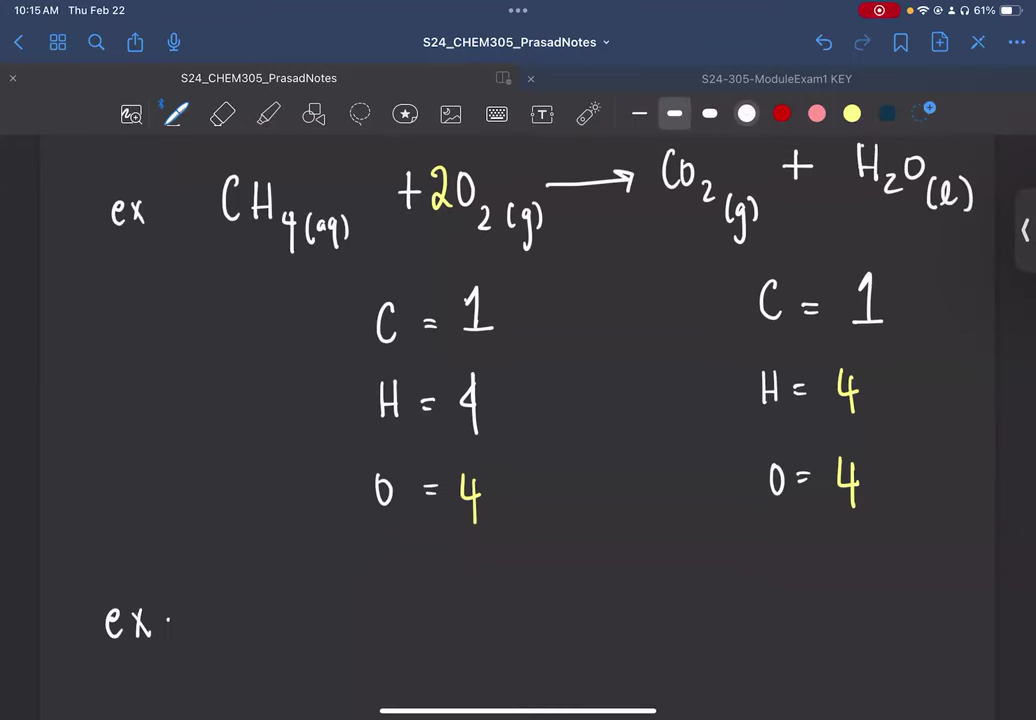 10:15 AM Thu Feb 22
61%
S24_CHEM305_PrasadNotes
S24_CHEM305_PrasadNotes
S24-305-ModuleExam1 KEY
ex CH4(aq) + 2O2(g) → CO2(g) + H2O(l)
C = 1 C = 1
H = 4 H = 4
O = 4 O = 4
ex.